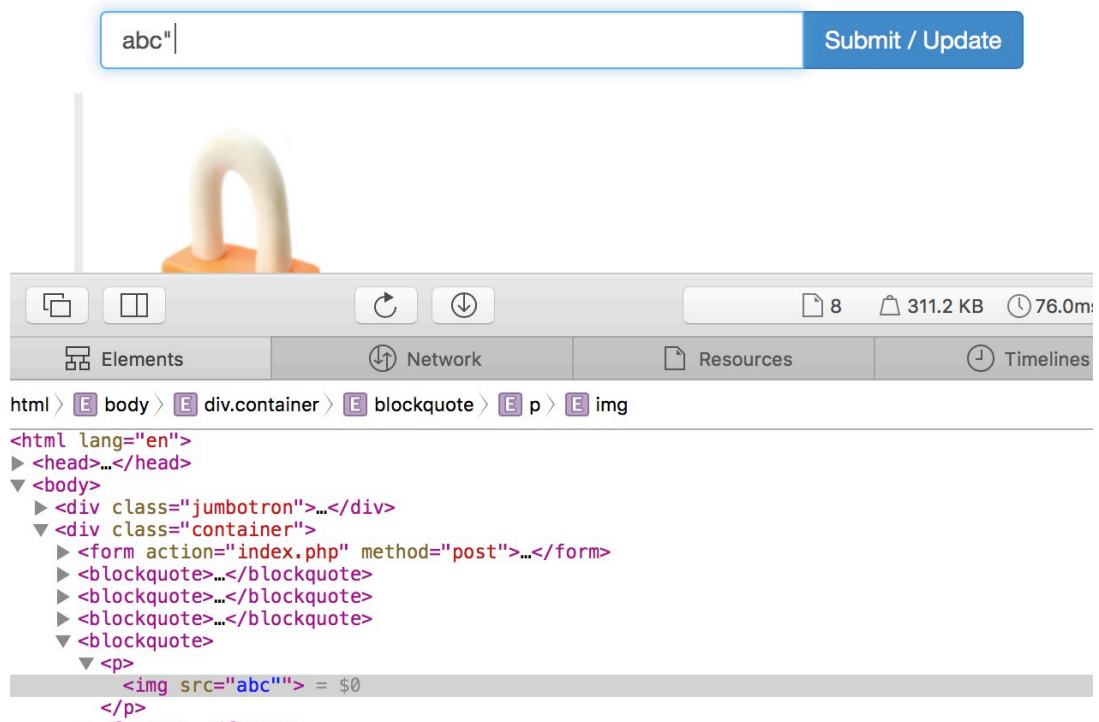 abc" Submit / Update
8 311.2 KB 76.0ms
Elements Network Resources Timelines
html E body E div.container E blockquote E p E img
<html lang="en">
<head>…</head>
<body>
<div class="jumbotron">…</div>
<div class="container">
<form action="index.php" method="post">…</form>
<blockquote>…</blockquote>
<blockquote>…</blockquote>
<blockquote>…</blockquote>
<blockquote>
<p>
<img src="abc""> = $0
</p>